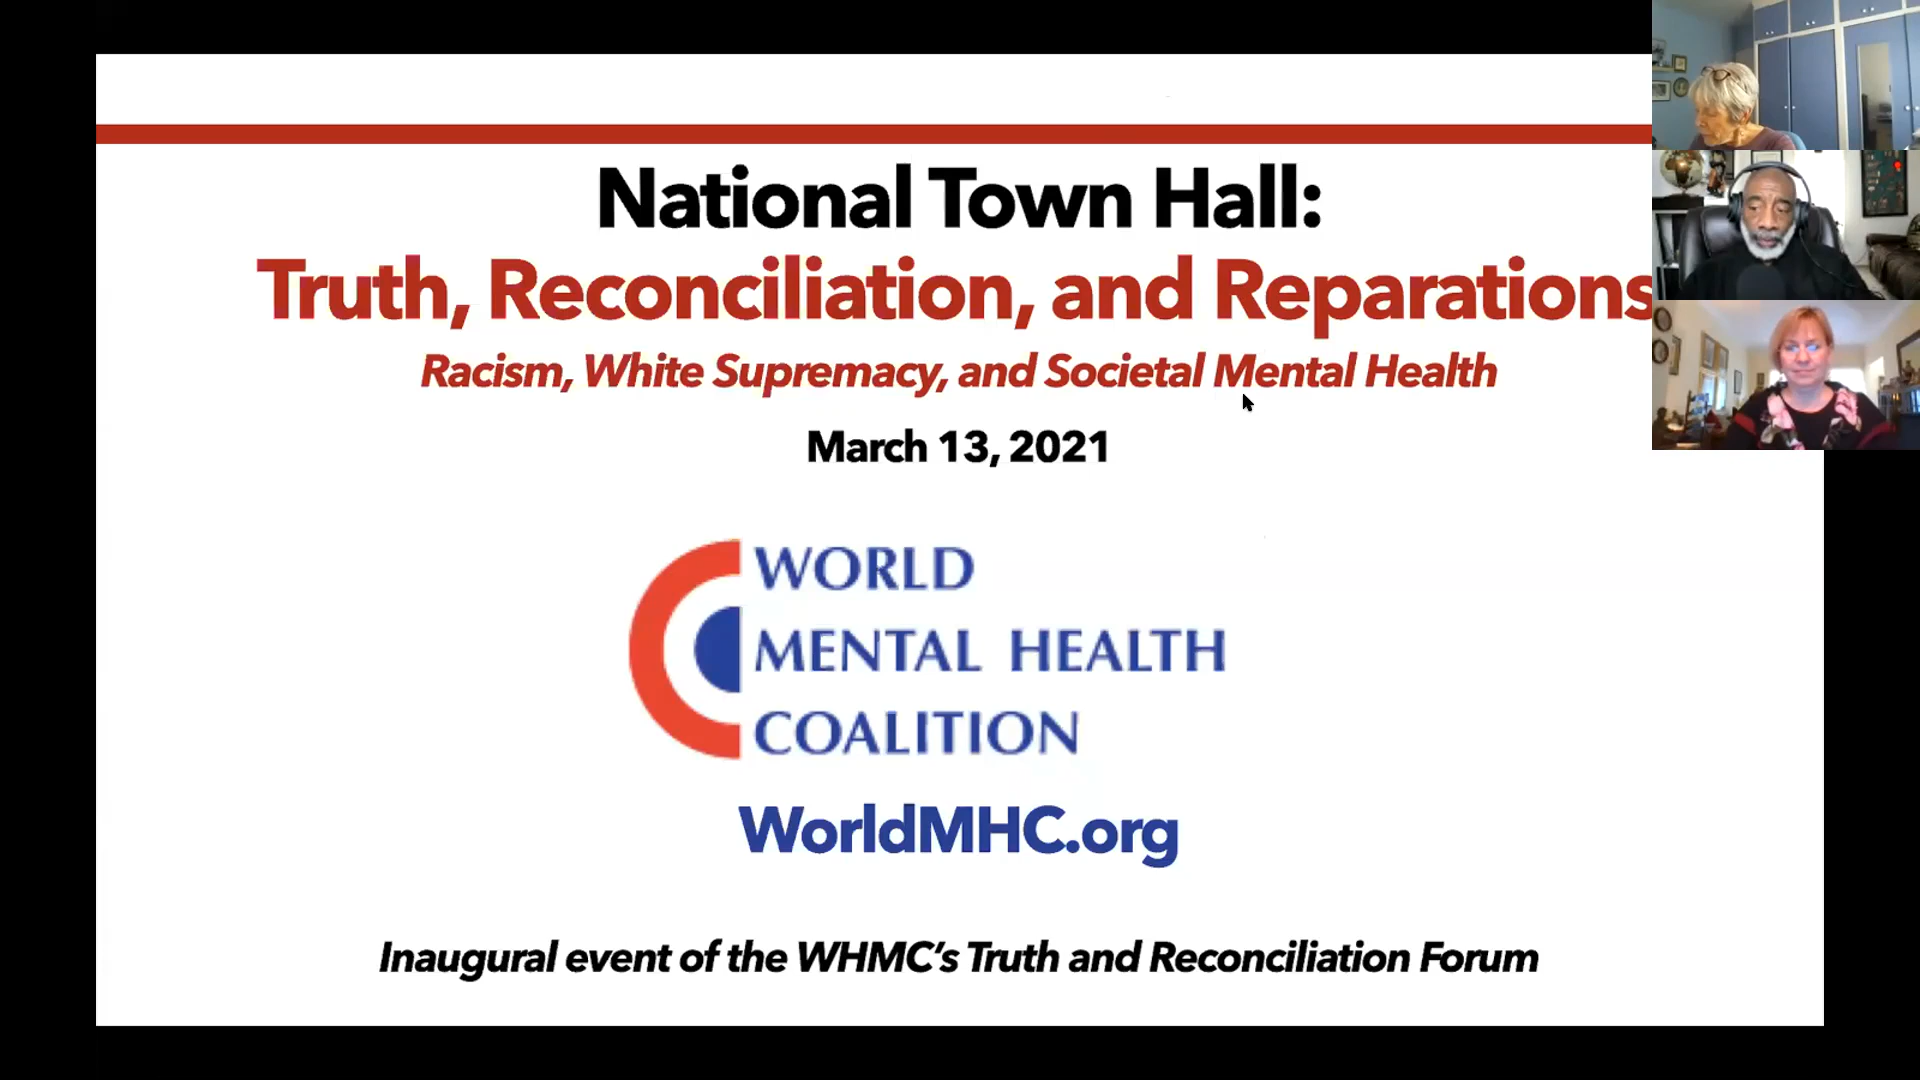 National Town Hall:
Truth, Reconciliation, and Reparations
Racism, White Supremacy, and Societal Mental Health
March 13, 2021
WORLD
MENTAL HEALTH
COALITION
WorldMHC.org
Inaugural event of the WHMC's Truth and Reconciliation Forum